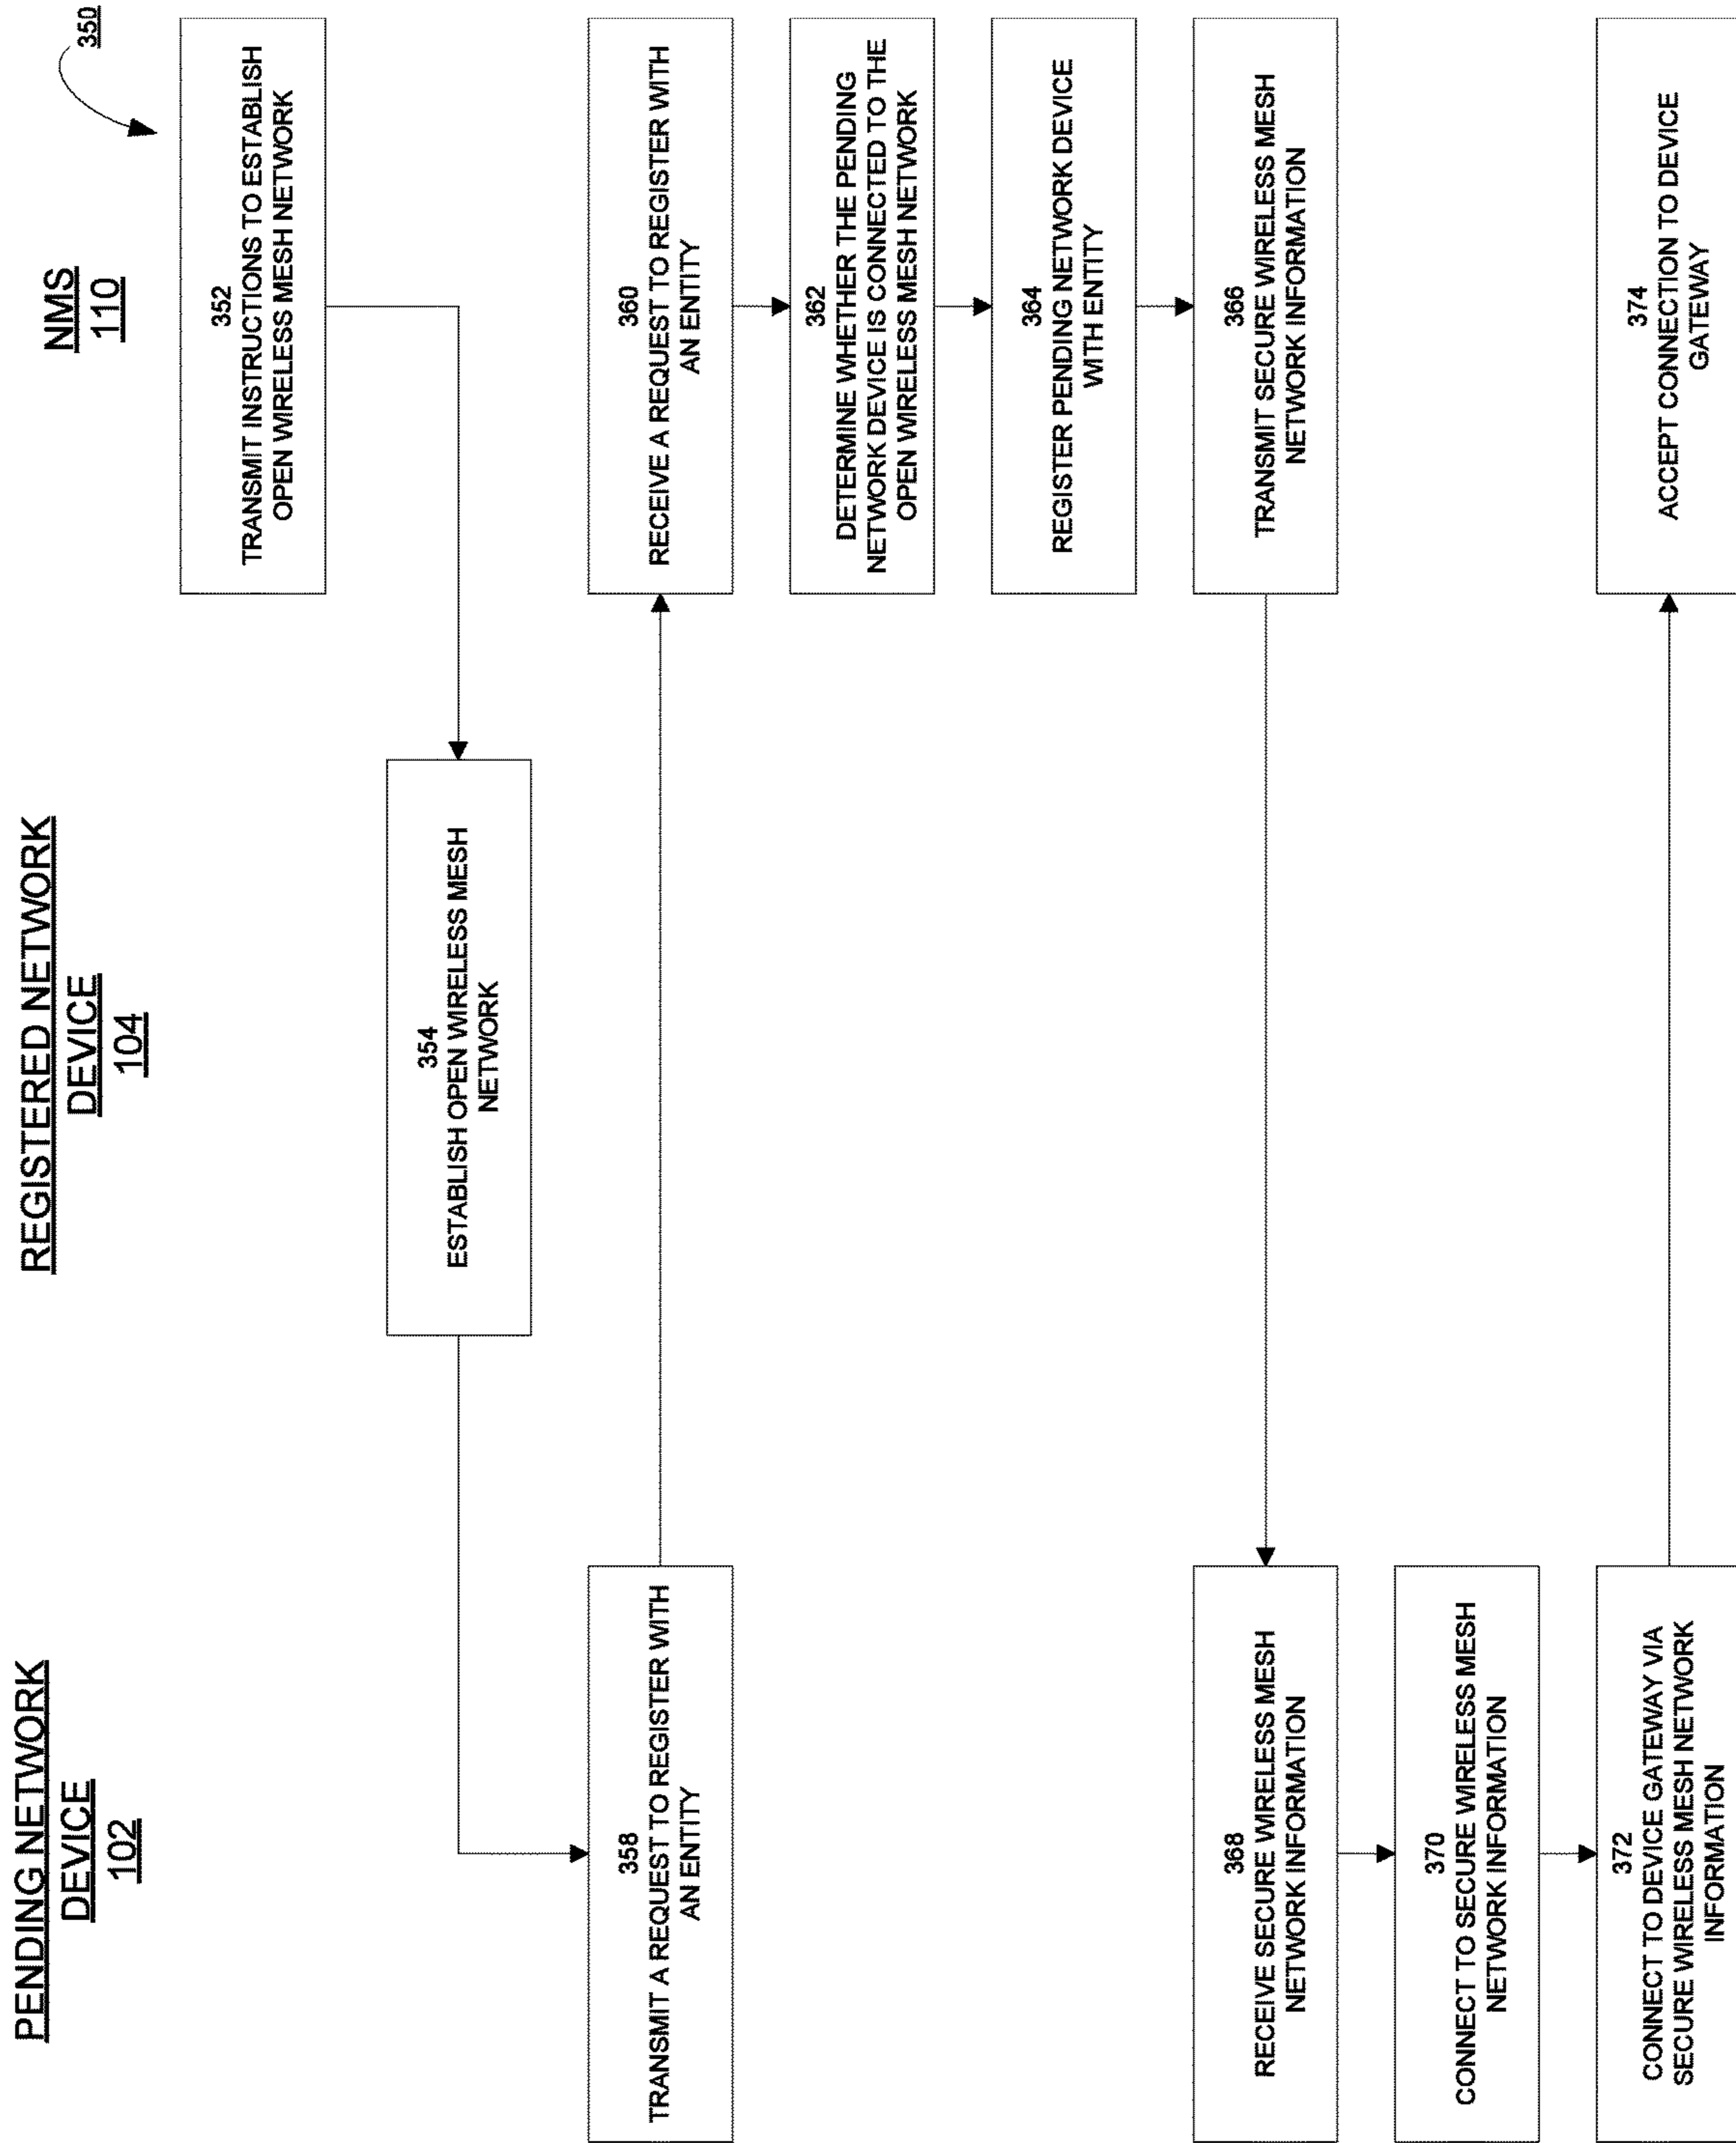 350
PENDING NETWORK
DEVICE
102
REGISTERED NETWORK
DEVICE
104
NMS
110
352
TRANSMIT INSTRUCTIONS TO ESTABLISH
OPEN WIRELESS MESH NETWORK
354
ESTABLISH OPEN WIRELESS MESH
NETWORK
358
TRANSMIT A REQUEST TO REGISTER WITH
AN ENTITY
360
RECEIVE A REQUEST TO REGISTER WITH
AN ENTITY
362
DETERMINE WHETHER THE PENDING
NETWORK DEVICE IS CONNECTED TO THE
OPEN WIRELESS MESH NETWORK
364
REGISTER PENDING NETWORK DEVICE
WITH ENTITY
366
TRANSMIT SECURE WIRELESS MESH
NETWORK INFORMATION
368
RECEIVE SECURE WIRELESS MESH
NETWORK INFORMATION
370
CONNECT TO SECURE WIRELESS MESH
NETWORK INFORMATION
372
CONNECT TO DEVICE GATEWAY VIA
SECURE WIRELESS MESH NETWORK
INFORMATION
374
ACCEPT CONNECTION TO DEVICE
GATEWAY